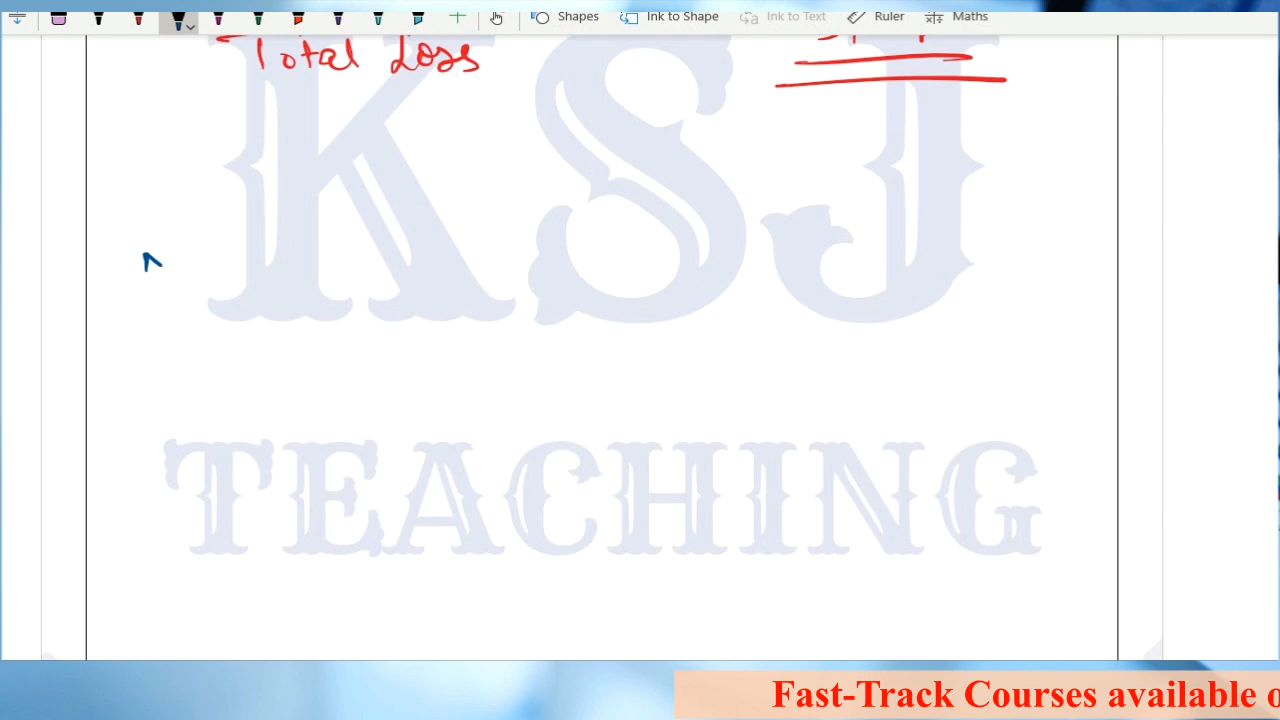 Shapes Ink to Shape Ink to Text Ruler Maths
Total Loss
KSJ
TEACHING
Fast-Track Courses available o